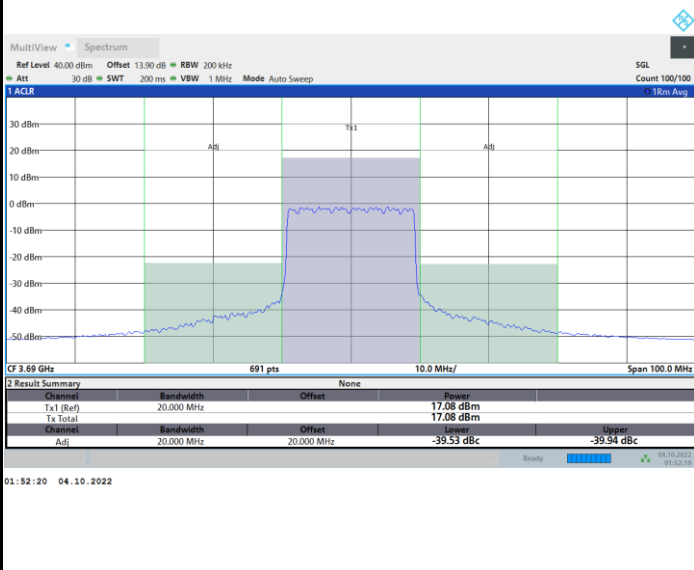 MultiView Spectrum
Ref Level 40.00 dBm Offset 13.90 dB RBW 200 kHz SGL
Att 30 dB SWT 200 ms VBW 1 MHz Mode Auto Sweep Count 100/100
1 ACLR 1Rm Avg
30 dBm
Tx1
20 dBm
Adj Adj
10 dBm
0 dBm
-10 dBm
-20 dBm
-30 dBm
-40 dBm
-50 dBm
CF 3.69 GHz 691 pts 10.0 MHz/ Span 100.0 MHz
2 Result Summary None
Channel Bandwidth Offset Power
Tx1 (Ref) 20.000 MHz 17.08 dBm
Tx Total 17.08 dBm
Channel Bandwidth Offset Lower Upper
Adj 20.000 MHz 20.000 MHz -39.53 dBc -39.94 dBc
Ready 04.10.2022
01:52:19
01:52:20 04.10.2022